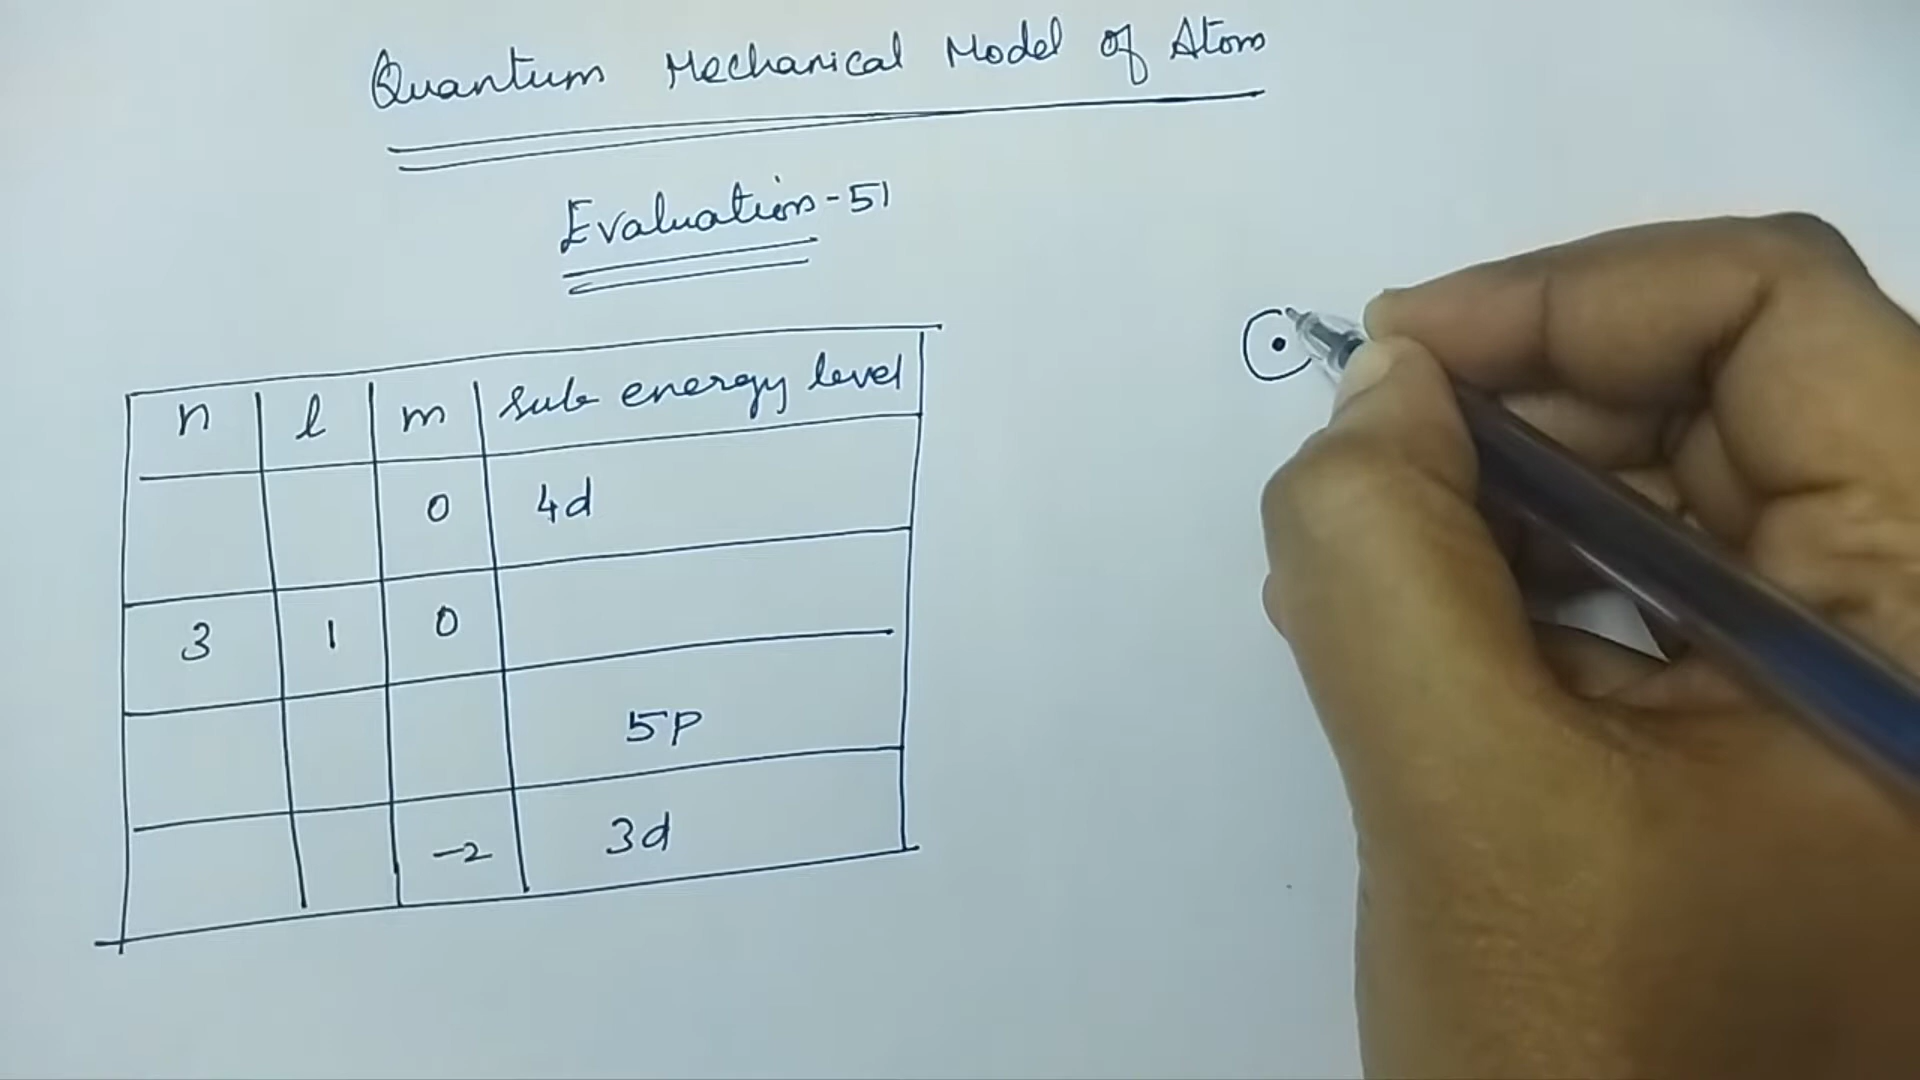 Quantum Mechanical Model of Atom
Evaluation-51
n l m sub energy level
0 4d
3 1 0
5p
-2 3d